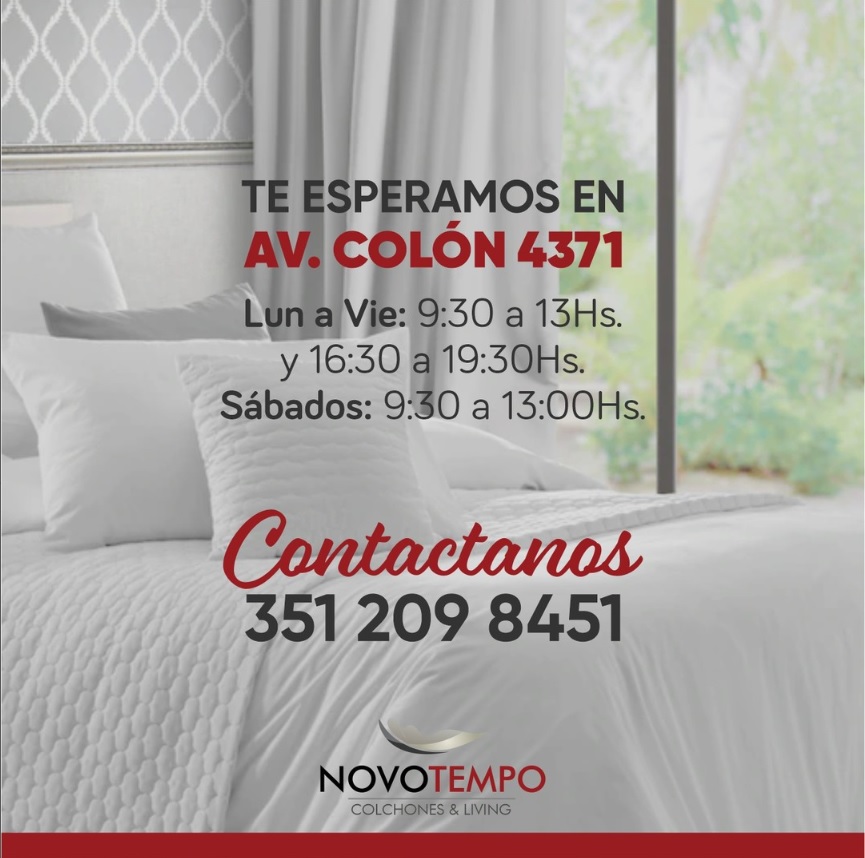 TE ESPERAMOS EN
AV. COLÓN 4371
Lun a Vie: 9:30 a 13Hs.
y 16:30 a 19:30Hs.
Sábados: 9:30 a 13:00Hs.
Contactanos
351 209 8451
NOVOTEMPO
COLCHONES & LIVING